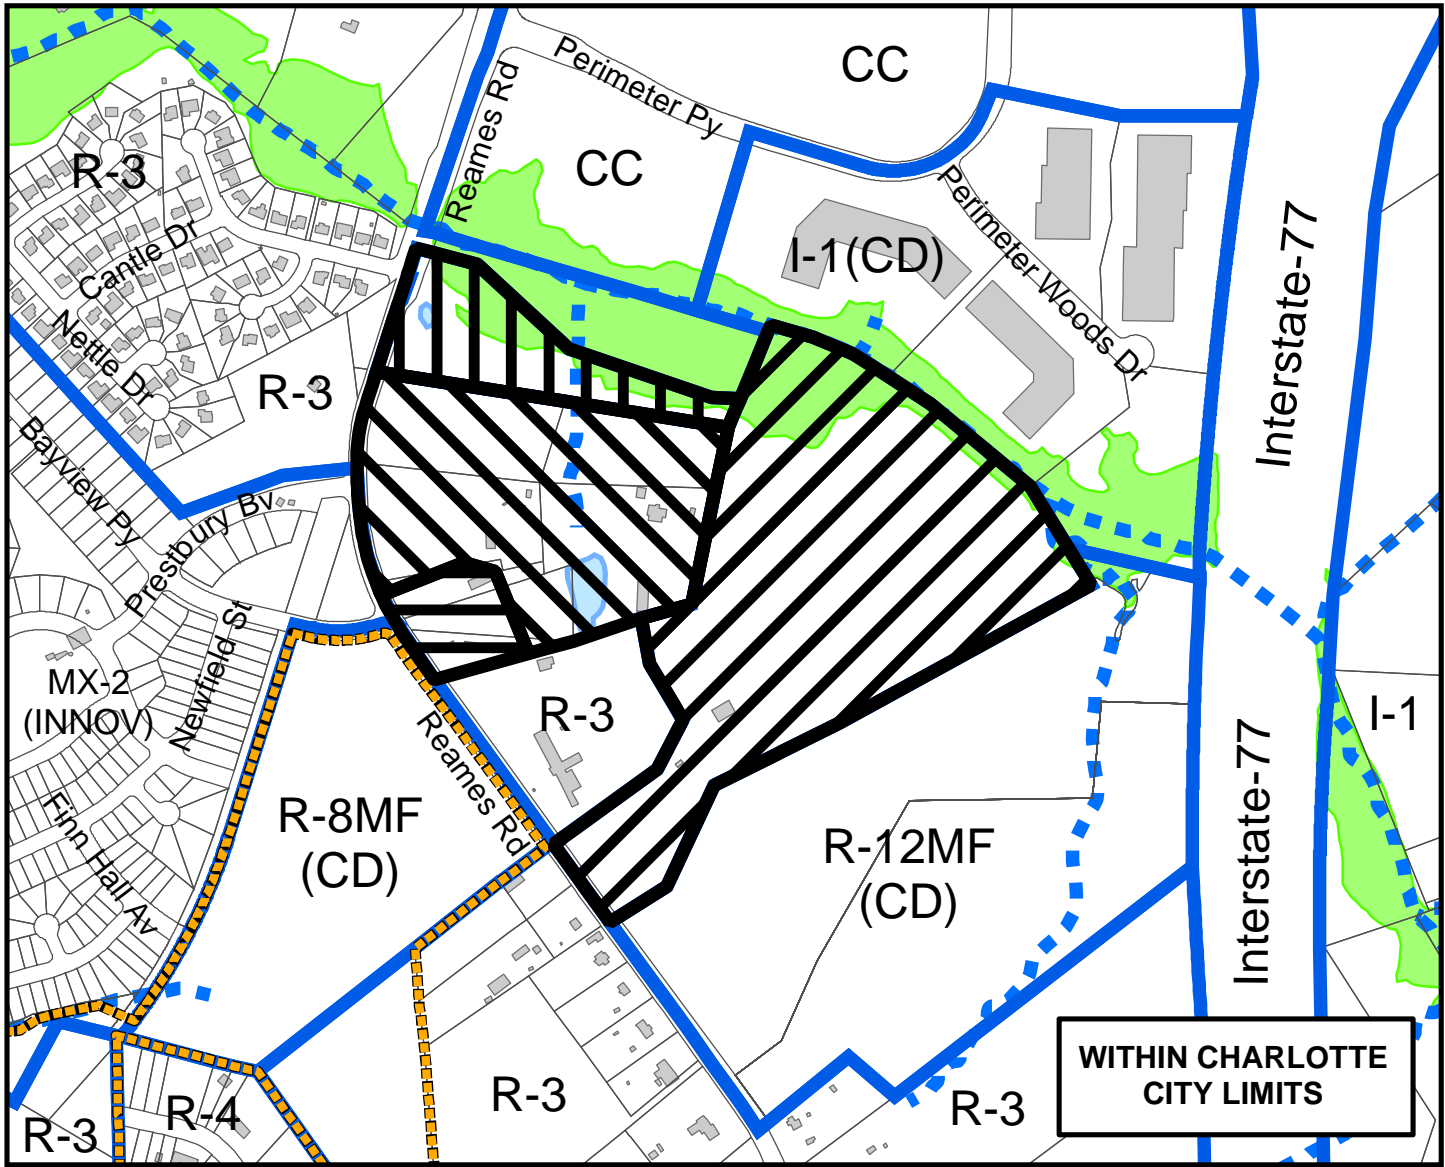 CC
Perimeter Py
Reames Rd
CC
R-3
Perimeter Woods Dr
Interstate-77
Cantle Dr
I-1(CD)
Nettle Dr
R-3
Bayview Py
Prestbury Bv
Newfield St
MX-2
(INNOV)
R-3
I-1
Reames Rd
Interstate-77
R-8MF
(CD)
R-12MF
(CD)
Finn Hall Av
WITHIN CHARLOTTE
CITY LIMITS
R-3
R-3
R-4
R-3